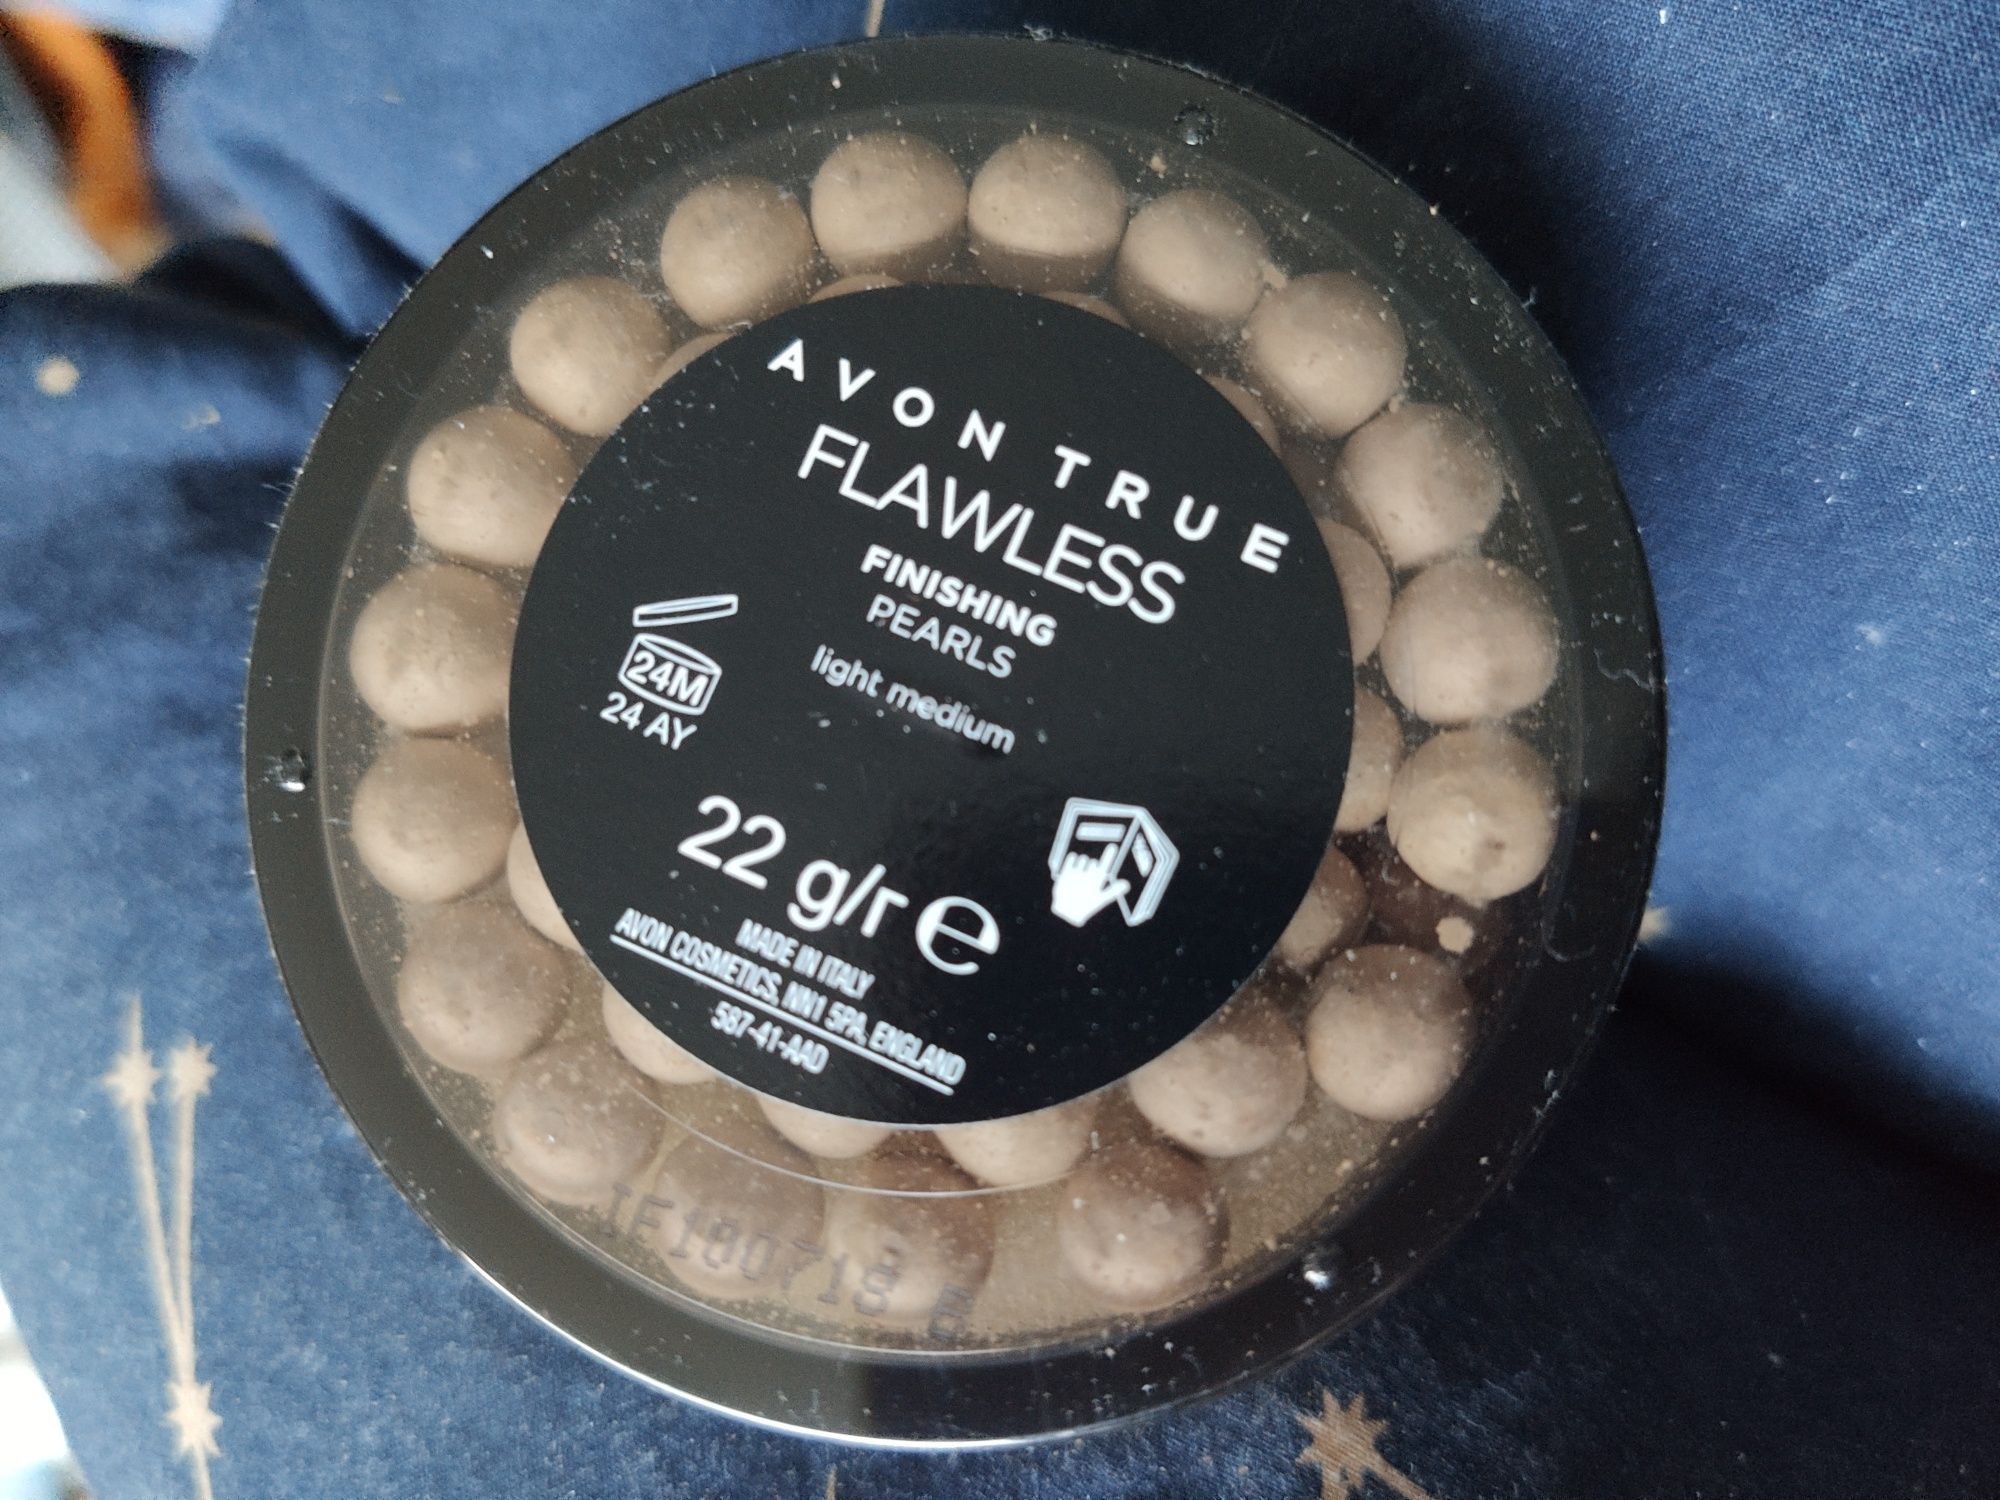 AVON TRUE
FLAWLESS
FINISHING
PEARLS
light medium
24M
24 AY
22 g/r e
MADE IN ITALY
AVON COSMETICS, NN1 5PA, ENGLAND
587-41-AAD